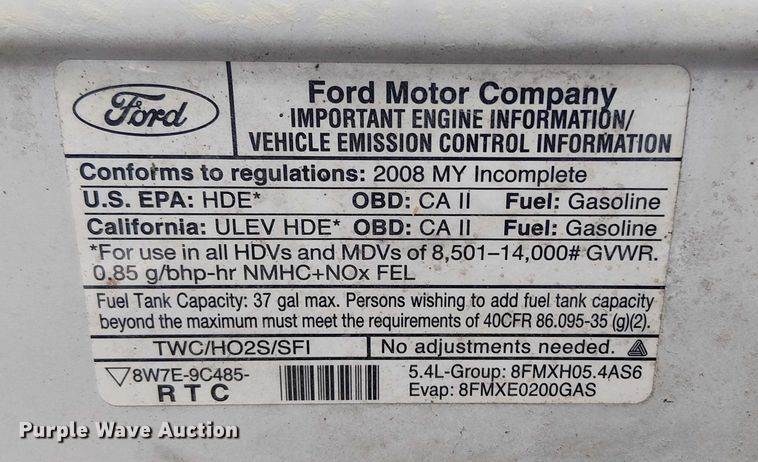 Ford
Ford Motor Company
IMPORTANT ENGINE INFORMATION/
VEHICLE EMISSION CONTROL INFORMATION
Conforms to regulations: 2008 MY Incomplete
U.S. EPA: HDE* OBD: CA II Fuel: Gasoline
California: ULEV HDE* OBD: CA II Fuel: Gasoline
*For use in all HDVs and MDVs of 8,501–14,000# GVWR.
0.85 g/bhp-hr NMHC+NOx FEL
Fuel Tank Capacity: 37 gal max. Persons wishing to add fuel tank capacity
beyond the maximum must meet the requirements of 40CFR 86.095-35 (g)(2).
TWC/HO2S/SFI No adjustments needed.
8W7E-9C485-
RTC
5.4L-Group: 8FMXH05.4AS6
Evap: 8FMXE0200GAS
Purple Wave Auction